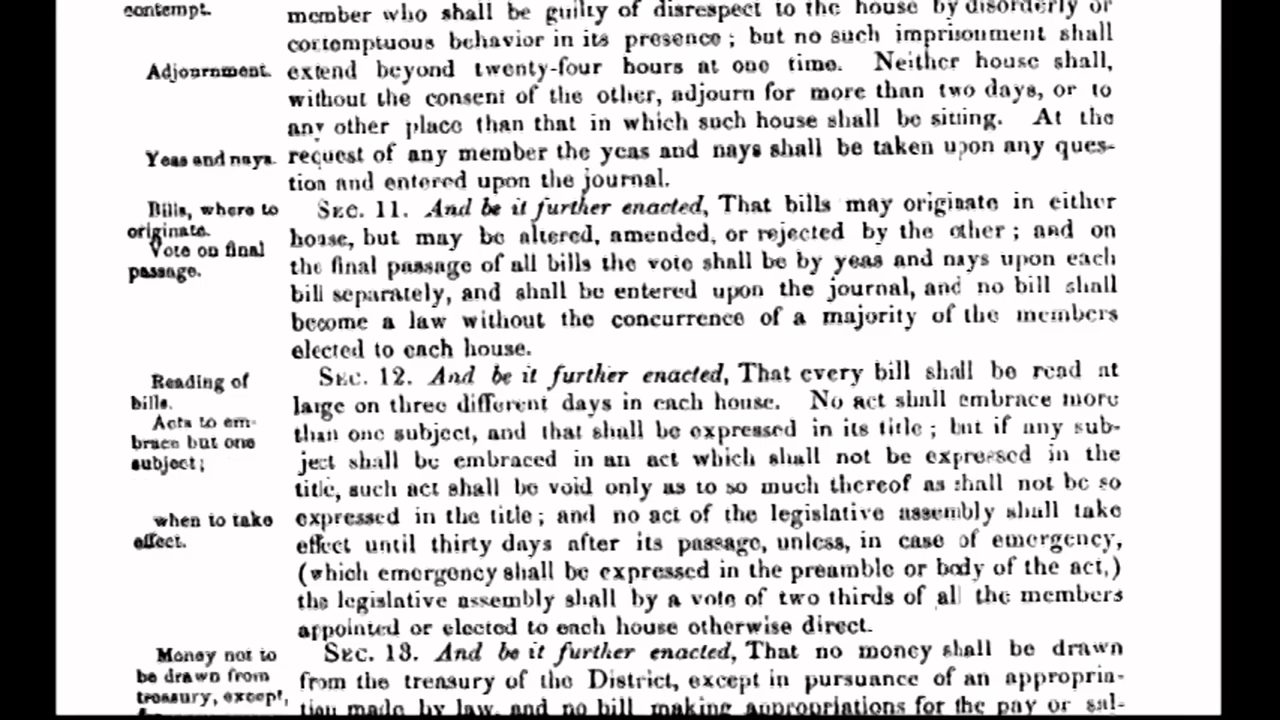 contempt.
member who shall be guilty of disrespect to the house by disorderly or
contemptuous behavior in its presence; but no such imprisonment shall
Adjournment.
extend beyond twenty-four hours at one time. Neither house shall,
without the consent of the other, adjourn for more than two days, or to
any other place than that in which such house shall be sitting. At the
Yeas and nays.
request of any member the yeas and nays shall be taken upon any ques-
tion and entered upon the journal.
Bills, where to
originate.
Vote on final
passage.
SEC. 11. And be it further enacted, That bills may originate in either
house, but may be altered, amended, or rejected by the other; and on
the final passage of all bills the vote shall be by yeas and nays upon each
bill separately, and shall be entered upon the journal, and no bill shall
become a law without the concurrence of a majority of the members
elected to each house.
Reading of
bills.
Acts to em-
brace but one
subject;
SEC. 12. And be it further enacted, That every bill shall be read at
large on three different days in each house. No act shall embrace more
than one subject, and that shall be expressed in its title; but if any sub-
ject shall be embraced in an act which shall not be expressed in the
title, such act shall be void only as to so much thereof as shall not be so
when to take
effect.
expressed in the title; and no act of the legislative assembly shall take
effect until thirty days after its passage, unless, in case of emergency,
(which emergency shall be expressed in the preamble or body of the act,)
the legislative assembly shall by a vote of two thirds of all the members
appointed or elected to each house otherwise direct.
Money not to
be drawn from
treasury, except,
SEC. 13. And be it further enacted, That no money shall be drawn
from the treasury of the District, except in pursuance of an appropria-
tion made by law, and no bill making appropriations for the pay or sal-